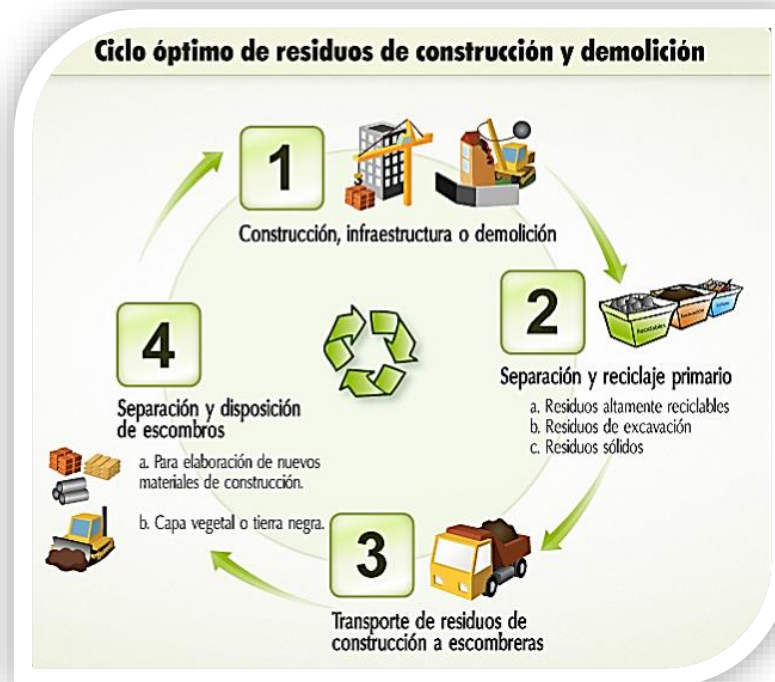 Ciclo óptimo de residuos de construcción y demolición
1
Construcción, infraestructura o demolición
2
Reciclables
Separación y reciclaje primario
a. Residuos altamente reciclables
b. Residuos de excavación
c. Residuos sólidos
3
Transporte de residuos de
construcción a escombreras
4
Separación y disposición
de escombros
a. Para elaboración de nuevos
materiales de construcción.
b. Capa vegetal o tierra negra.